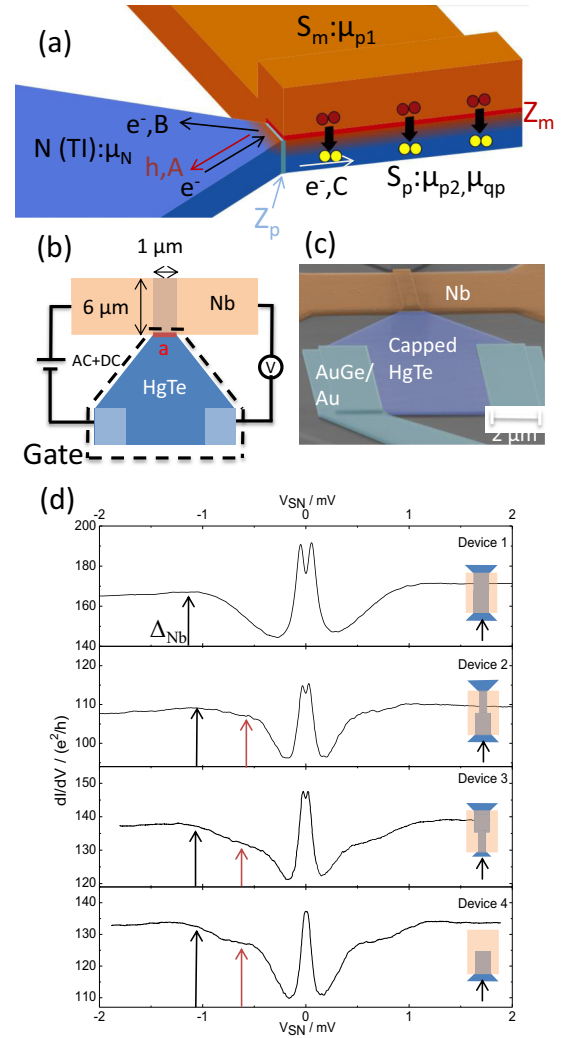 (a)
S_m:μ_p1
e⁻,B
N (TI):μ_N
h,A
e⁻
Z_m
e⁻,C
S_p:μ_p2,μ_qp
Z_p
(b)
1 μm
6 μm
Nb
AC+DC
a
V
HgTe
Gate
(c)
Nb
Capped
HgTe
AuGe/
Au
2 μm
(d)
V_SN / mV
-2 -1 0 1 2
200
180
160
140
Device 1
Δ_Nb
120
110
100
Device 2
150
140
130
120
Device 3
140
130
120
110
Device 4
dI/dV / (e²/h)
-2 -1 0 1 2
V_SN / mV